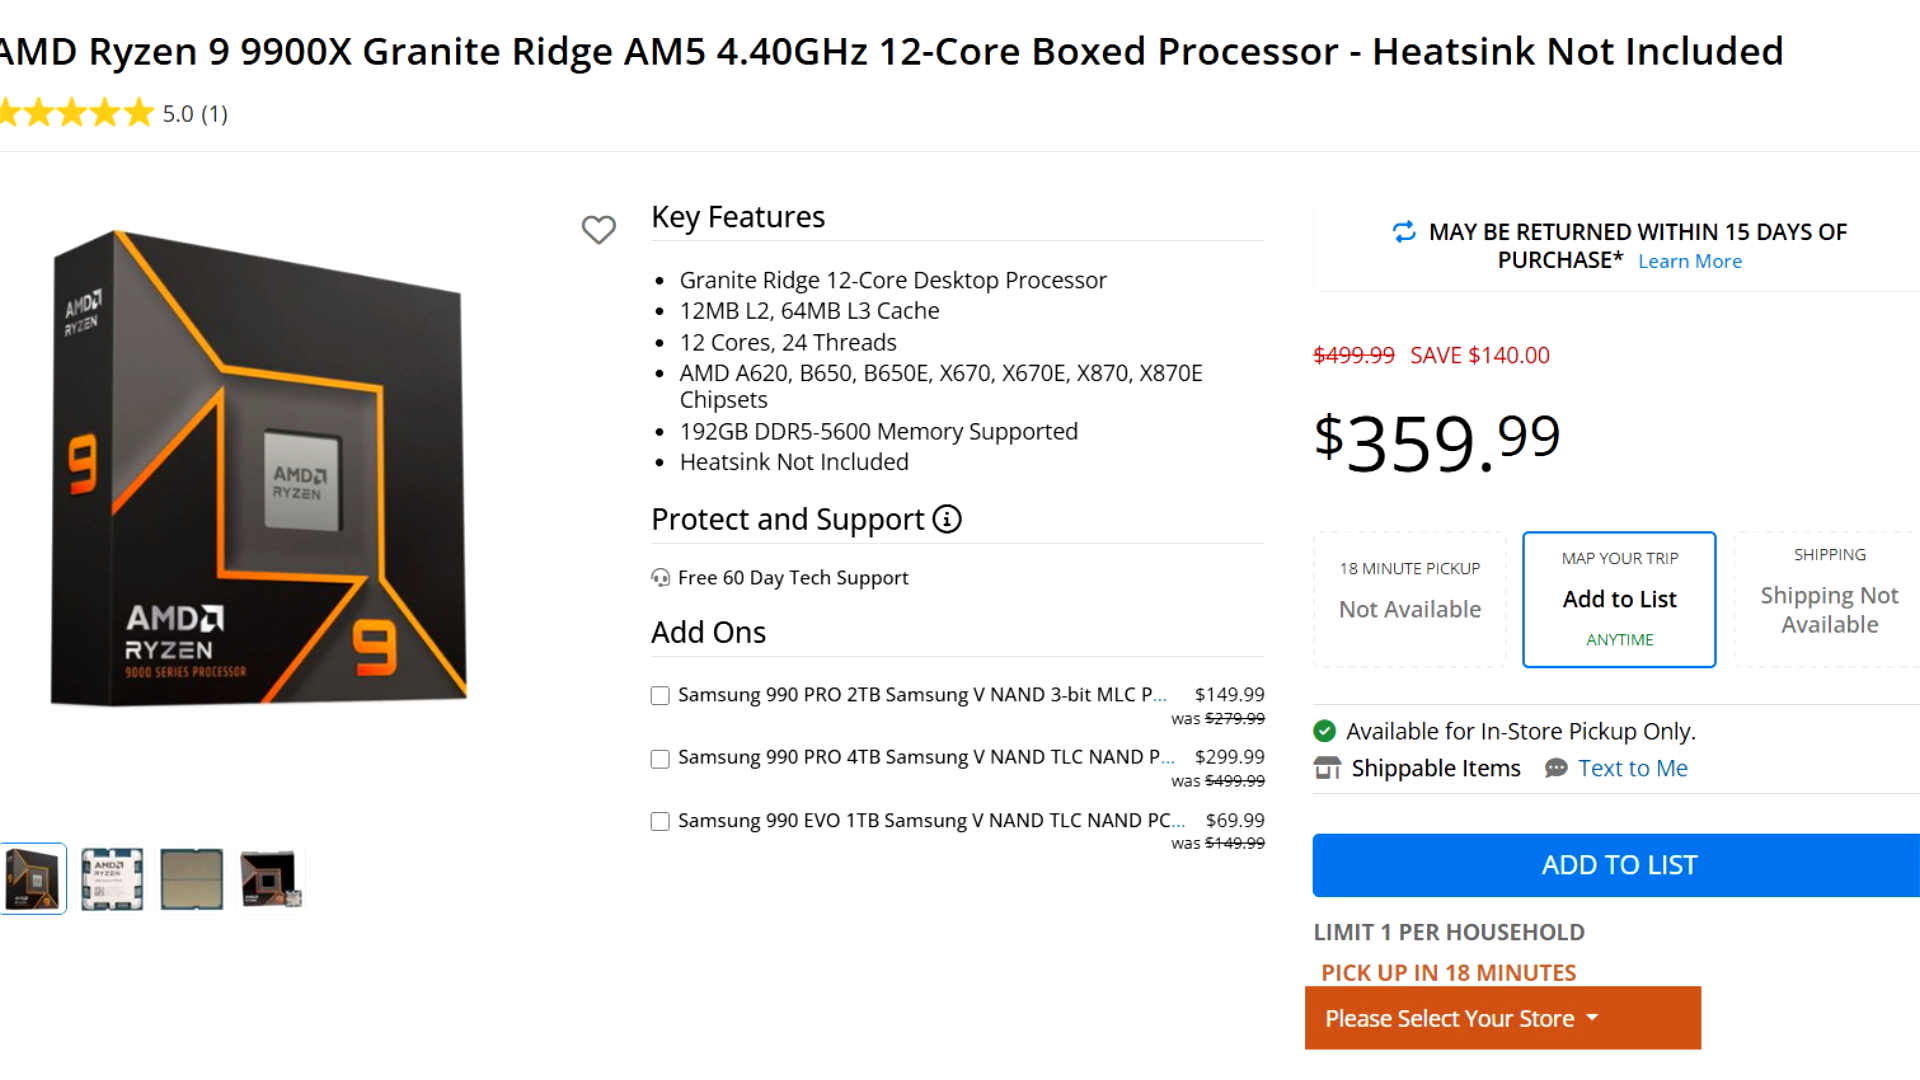 AMD Ryzen 9 9900X Granite Ridge AM5 4.40GHz 12-Core Boxed Processor - Heatsink Not Included
5.0 (1)
AMD
RYZEN
9
AMD
RYZEN
AMD
RYZEN
9000 SERIES PROCESSOR
9
Key Features
Granite Ridge 12-Core Desktop Processor
12MB L2, 64MB L3 Cache
12 Cores, 24 Threads
AMD A620, B650, B650E, X670, X670E, X870, X870E
Chipsets
192GB DDR5-5600 Memory Supported
Heatsink Not Included
Protect and Support
Free 60 Day Tech Support
Add Ons
Samsung 990 PRO 2TB Samsung V NAND 3-bit MLC P... $149.99
was $279.99
Samsung 990 PRO 4TB Samsung V NAND TLC NAND P... $299.99
was $499.99
Samsung 990 EVO 1TB Samsung V NAND TLC NAND PC... $69.99
was $149.99
MAY BE RETURNED WITHIN 15 DAYS OF
PURCHASE* Learn More
$499.99 SAVE $140.00
$359.99
18 MINUTE PICKUP
Not Available
MAP YOUR TRIP
Add to List
ANYTIME
SHIPPING
Shipping Not
Available
Available for In-Store Pickup Only.
Shippable Items Text to Me
ADD TO LIST
LIMIT 1 PER HOUSEHOLD
PICK UP IN 18 MINUTES
Please Select Your Store
AMD
RYZEN